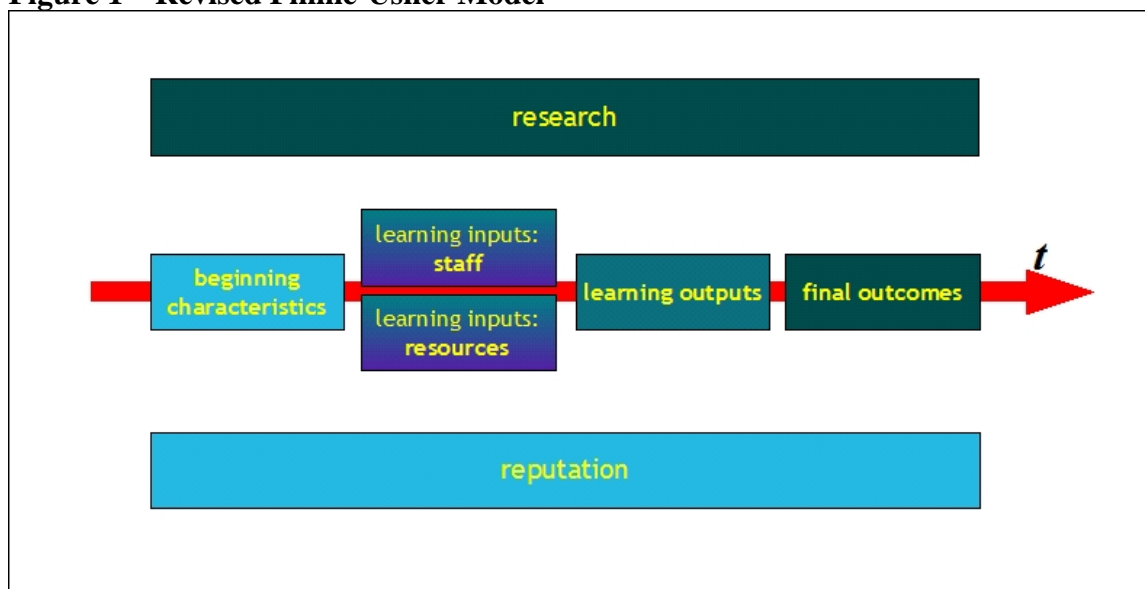 Figure 1 – Revised Finnie-Usher Model
research
learning inputs:
staff
t
beginning
characteristics
learning outputs
final outcomes
learning inputs:
resources
reputation